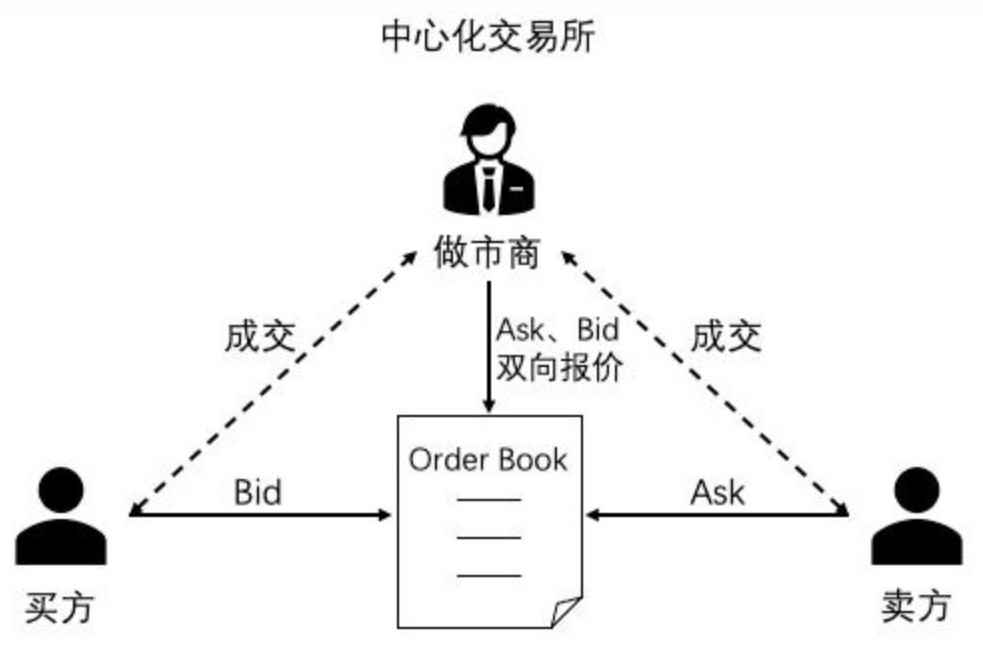 中心化交易所
做市商
成交
Ask、Bid
双向报价
成交
Order Book
Bid
Ask
买方
卖方